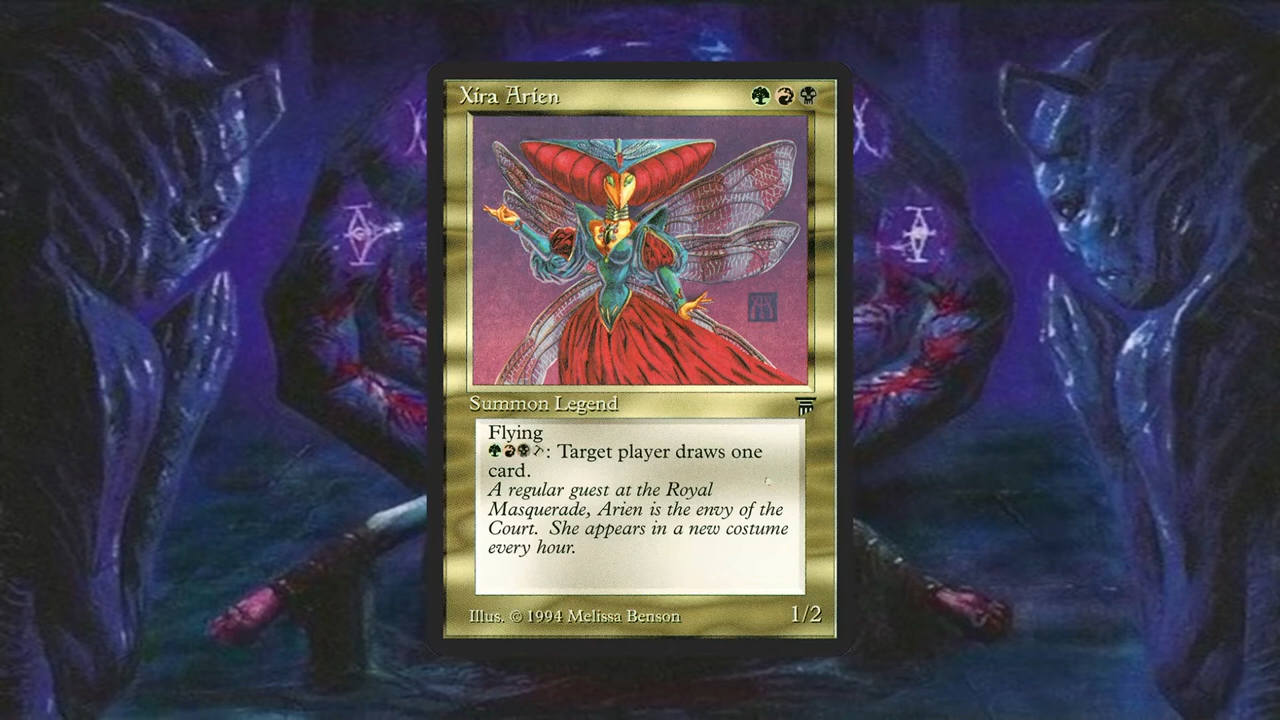 Xira Arien
Summon Legend
Flying
: Target player draws one
card.
A regular guest at the Royal
Masquerade, Arien is the envy of the
Court. She appears in a new costume
every hour.
Illus. © 1994 Melissa Benson
1/2